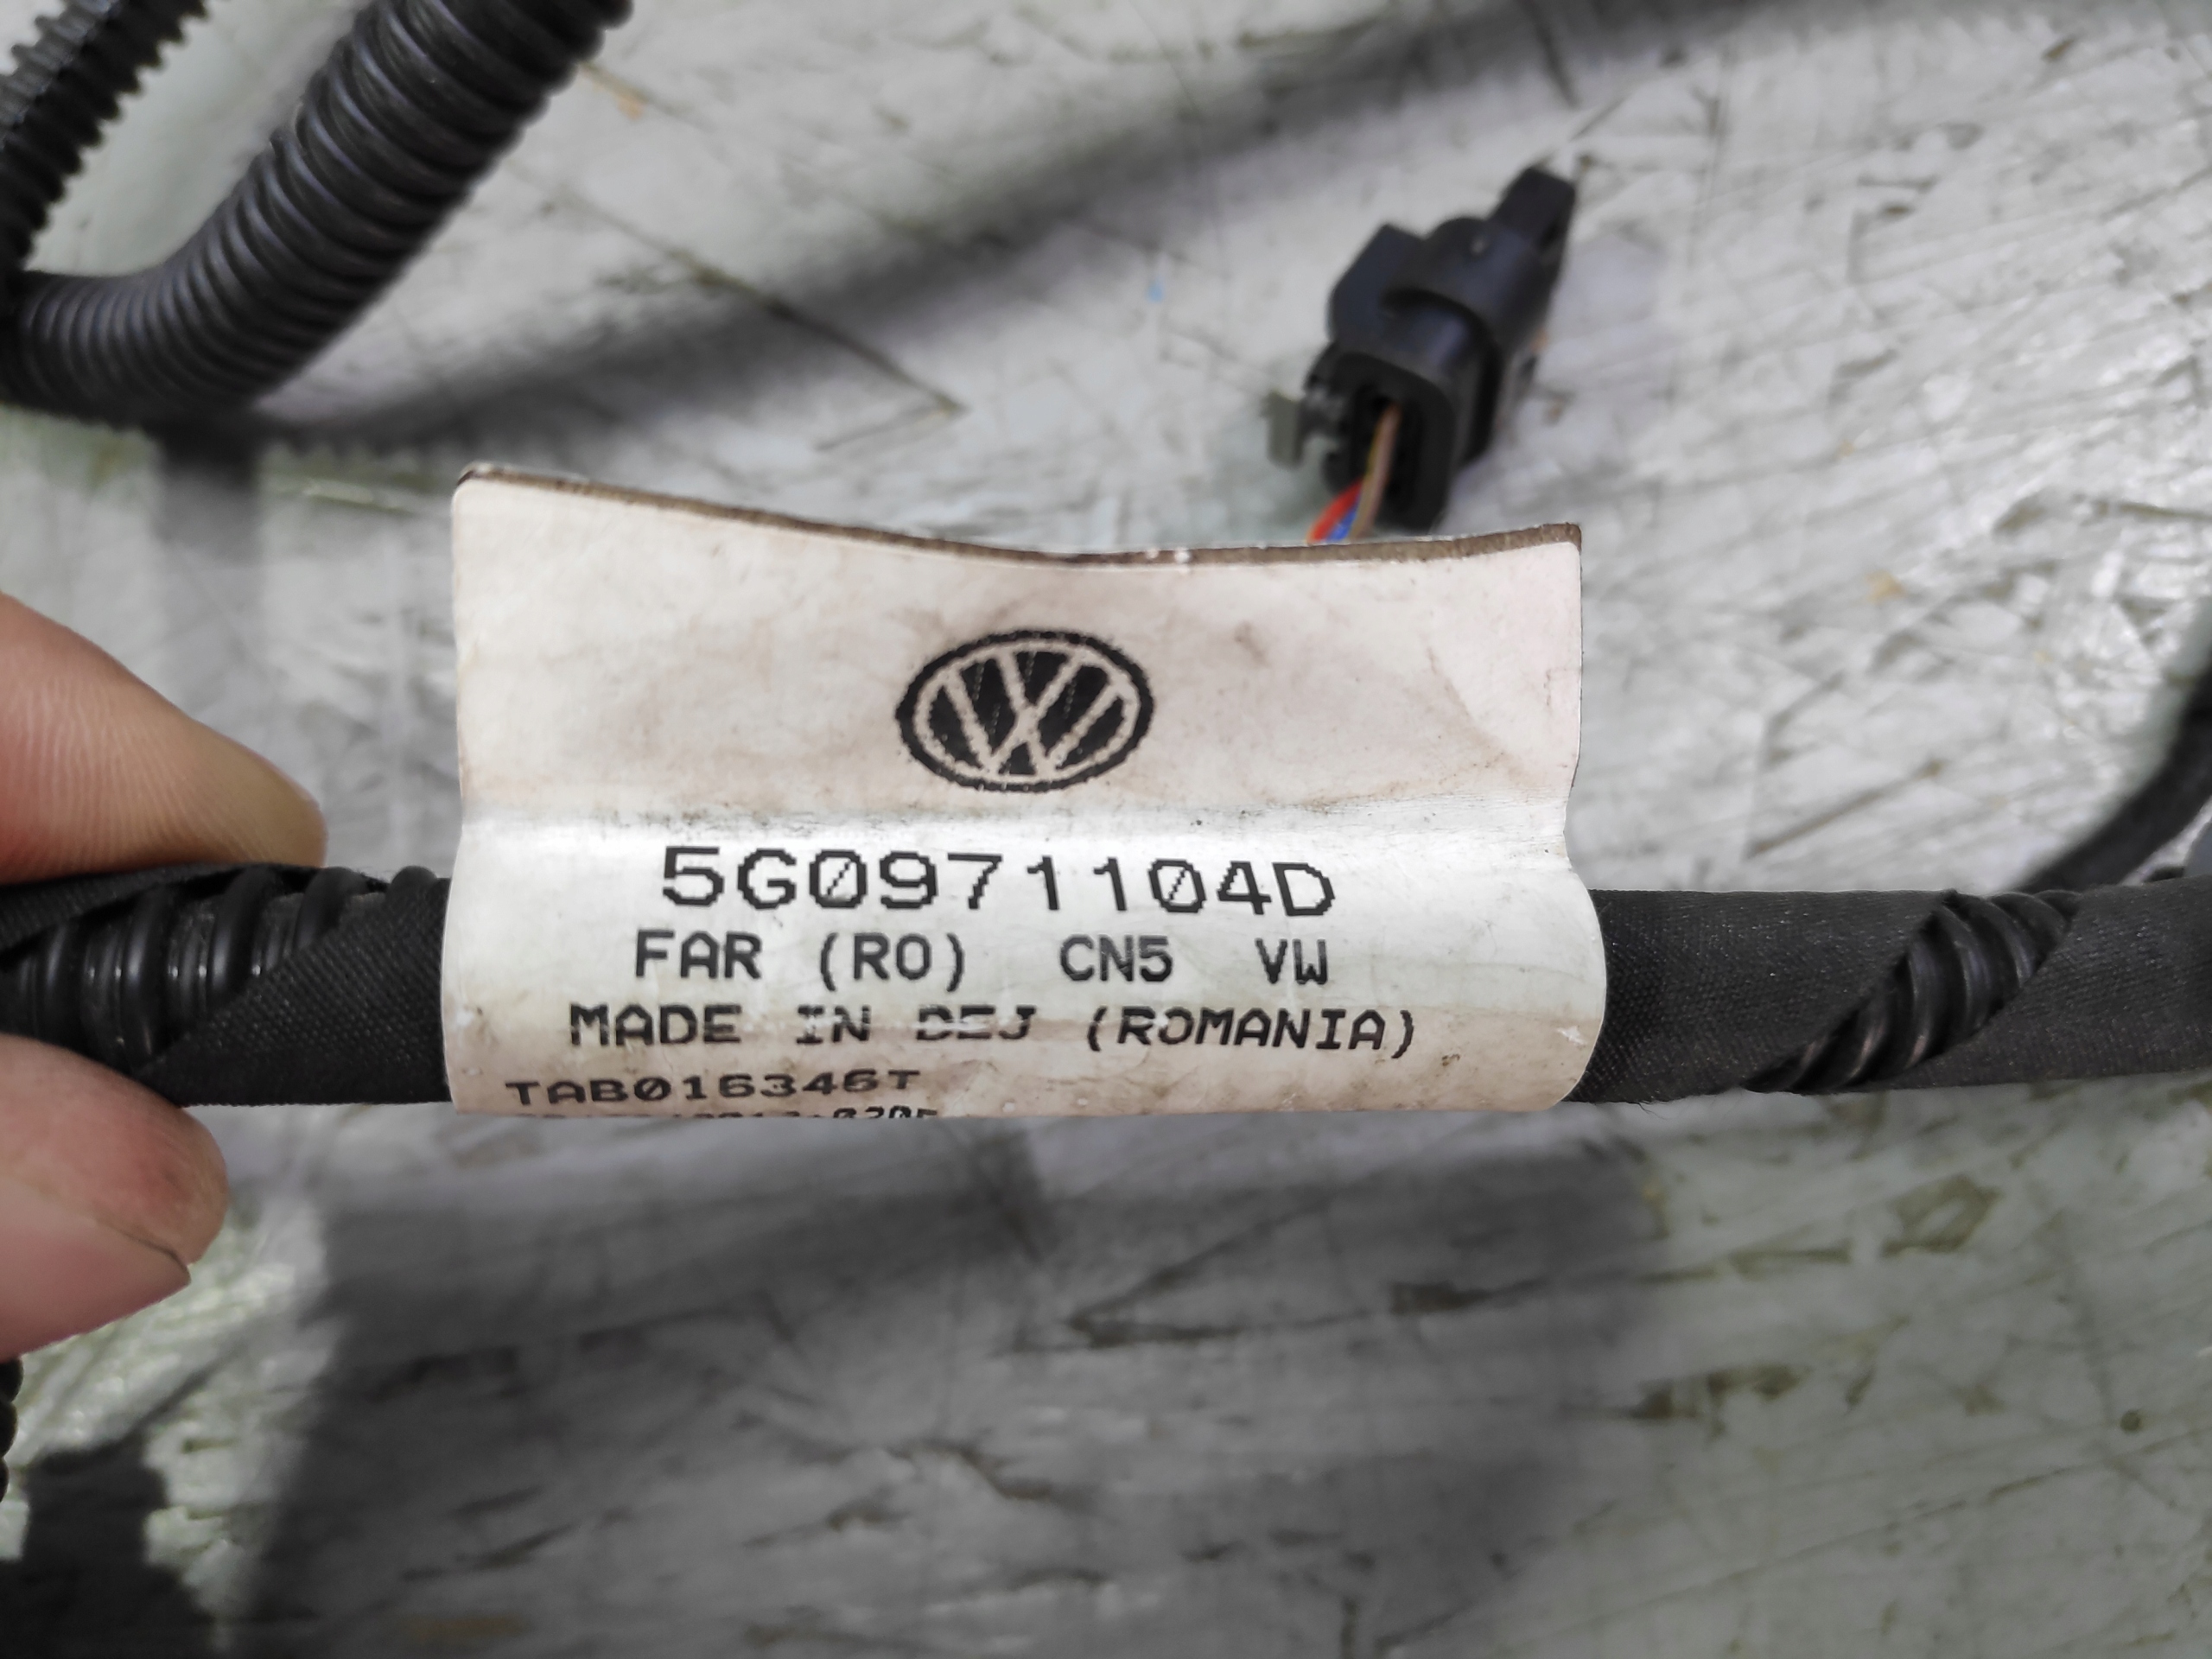 5G0971104D
FAR (RO) CN5 VW
MADE IN DEJ (ROMANIA)
TAB016346T